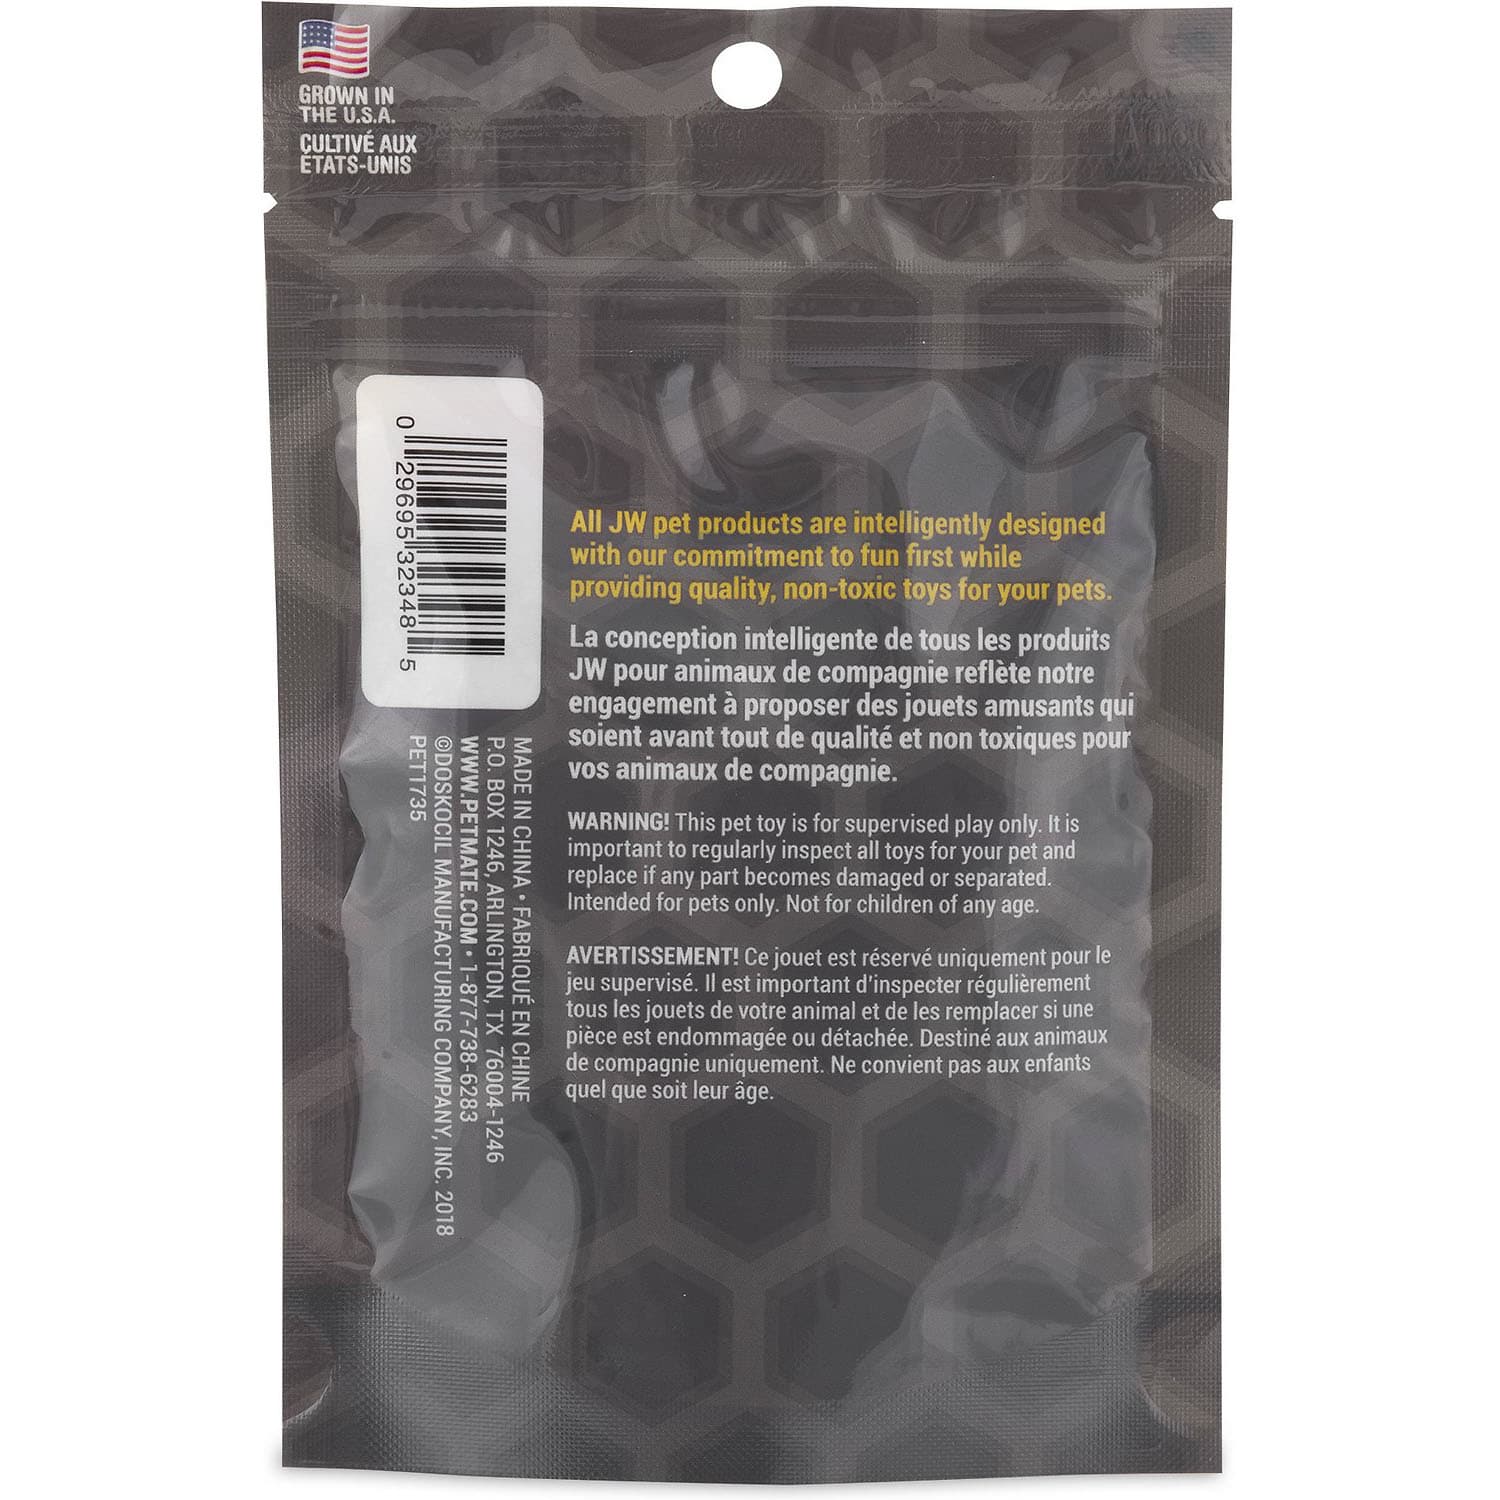 GROWN IN
THE U.S.A.
CULTIVÉ AUX
ÉTATS-UNIS
0 29695 32348 5
All JW pet products are intelligently designed
with our commitment to fun first while
providing quality, non-toxic toys for your pets.
La conception intelligente de tous les produits
JW pour animaux de compagnie reflète notre
engagement à proposer des jouets amusants qui
soient avant tout de qualité et non toxiques pour
vos animaux de compagnie.
WARNING! This pet toy is for supervised play only. It is
important to regularly inspect all toys for your pet and
replace if any part becomes damaged or separated.
Intended for pets only. Not for children of any age.
AVERTISSEMENT! Ce jouet est réservé uniquement pour le
jeu supervisé. Il est important d'inspecter régulièrement
tous les jouets de votre animal et de les remplacer si une
pièce est endommagée ou détachée. Destiné aux animaux
de compagnie uniquement. Ne convient pas aux enfants
quel que soit leur âge.
MADE IN CHINA • FABRIQUÉ EN CHINE
P.O. BOX 1246, ARLINGTON, TX 76004-1246
WWW.PETMATE.COM • 1-877-738-6283
©DOSKOCIL MANUFACTURING COMPANY, INC. 2018
PET1735